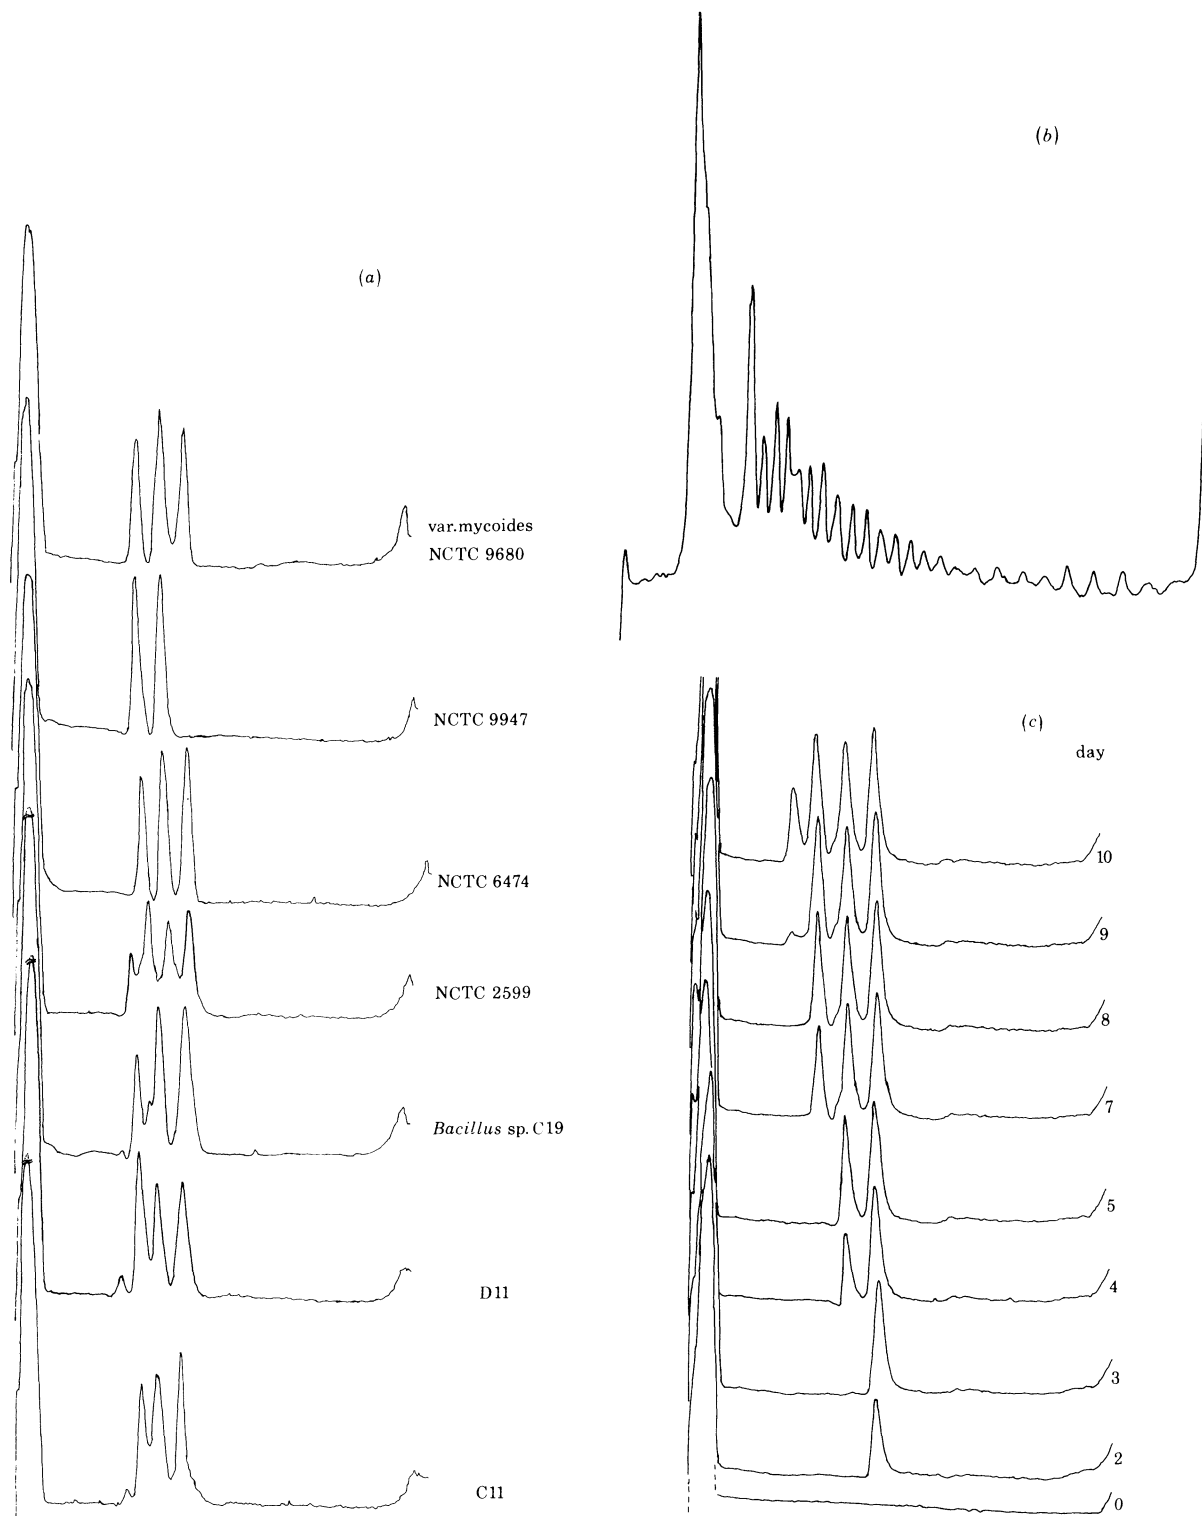 (a)
var.mycoides
NCTC 9680
NCTC 9947
NCTC 6474
NCTC 2599
Bacillus sp. C19
D11
C11
(b)
(c)
day
10
9
8
7
5
4
3
2
0